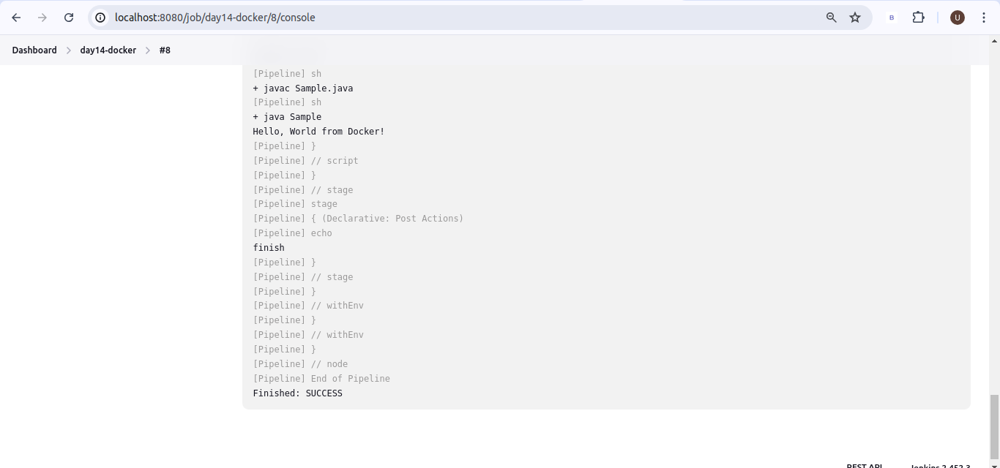 localhost:8080/job/day14-docker/8/console
B
U
Dashboard
day14-docker
#8
[Pipeline] sh
+ javac Sample.java
[Pipeline] sh
+ java Sample
Hello, World from Docker!
[Pipeline] }
[Pipeline] // script
[Pipeline] }
[Pipeline] // stage
[Pipeline] stage
[Pipeline] { (Declarative: Post Actions)
[Pipeline] echo
finish
[Pipeline] }
[Pipeline] // stage
[Pipeline] }
[Pipeline] // withEnv
[Pipeline] }
[Pipeline] // withEnv
[Pipeline] }
[Pipeline] // node
[Pipeline] End of Pipeline
Finished: SUCCESS
REST API
Jenkins 2.452.3